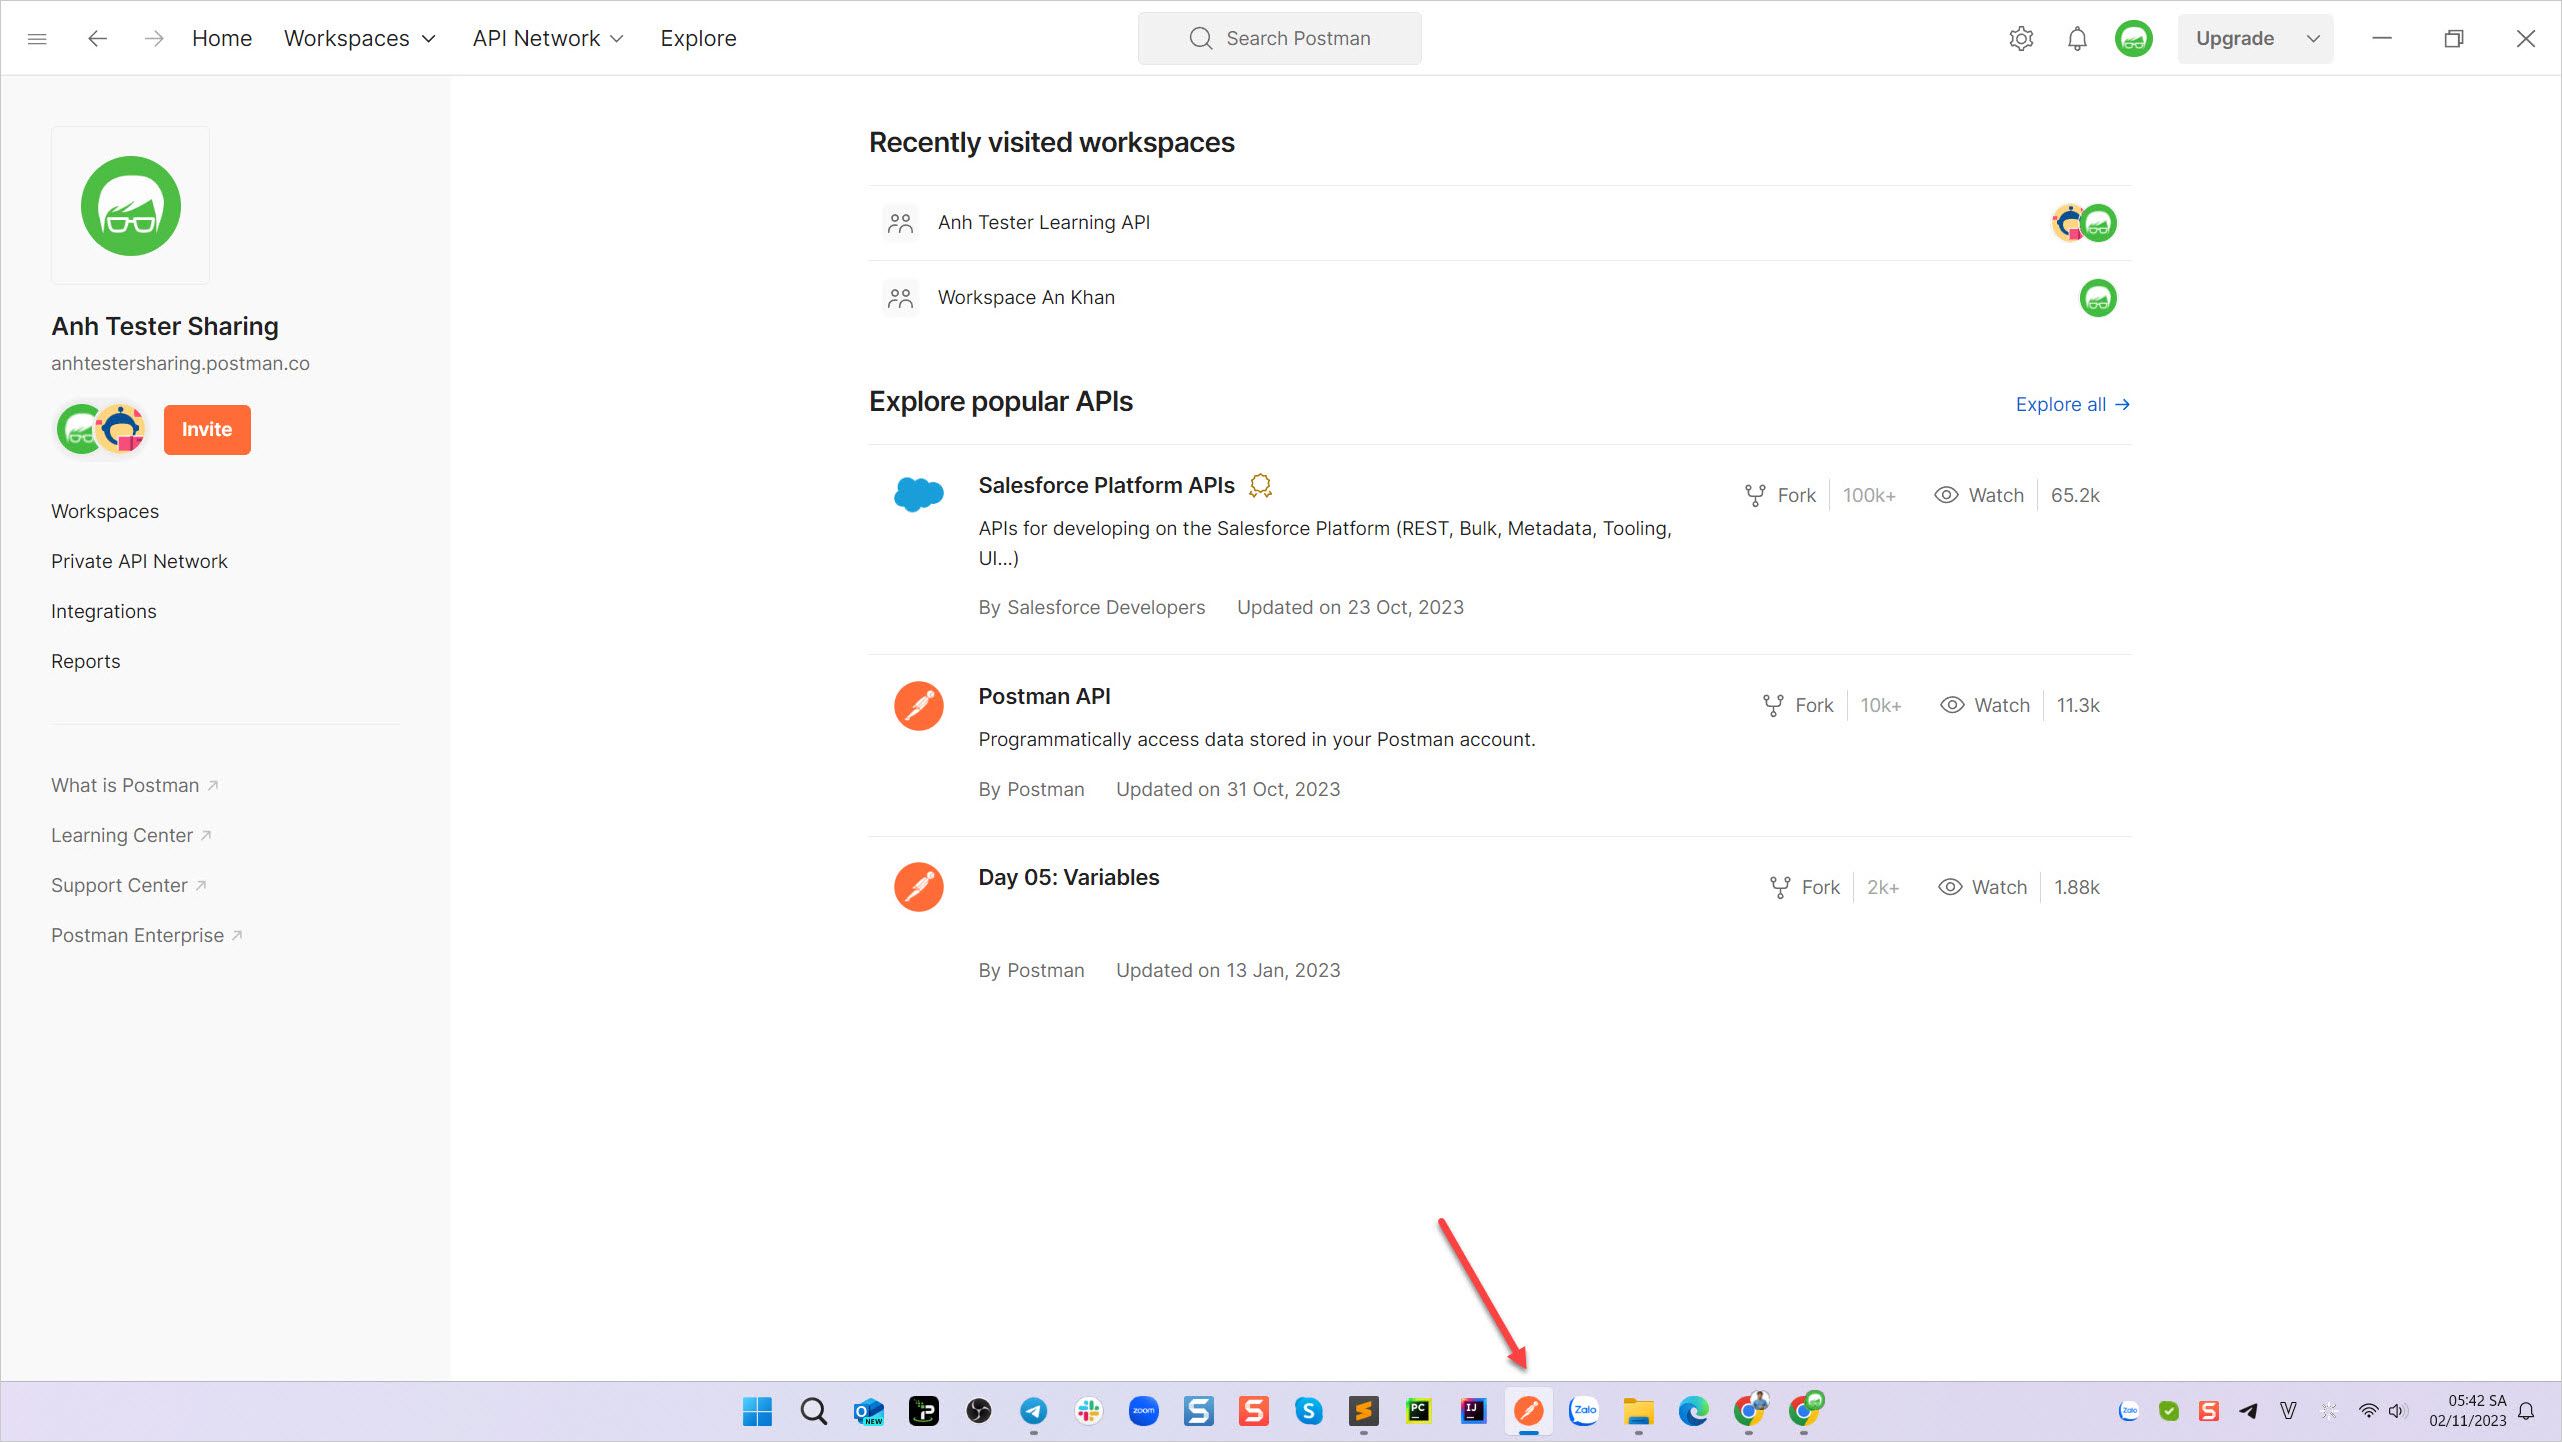 Home Workspaces API Network Explore Search Postman Upgrade
Anh Tester Sharing
anhtestersharing.postman.co
Invite
Workspaces
Private API Network
Integrations
Reports
What is Postman
Learning Center
Support Center
Postman Enterprise
Recently visited workspaces
Anh Tester Learning API
Workspace An Khan
Explore popular APIs Explore all
Salesforce Platform APIs Fork 100k+ Watch 65.2k
APIs for developing on the Salesforce Platform (REST, Bulk, Metadata, Tooling,
UI...)
By Salesforce Developers Updated on 23 Oct, 2023
Postman API Fork 10k+ Watch 11.3k
Programmatically access data stored in your Postman account.
By Postman Updated on 31 Oct, 2023
Day 05: Variables Fork 2k+ Watch 1.88k
By Postman Updated on 13 Jan, 2023
NEW zoom PC IJ Zalo
05:42 SA
02/11/2023